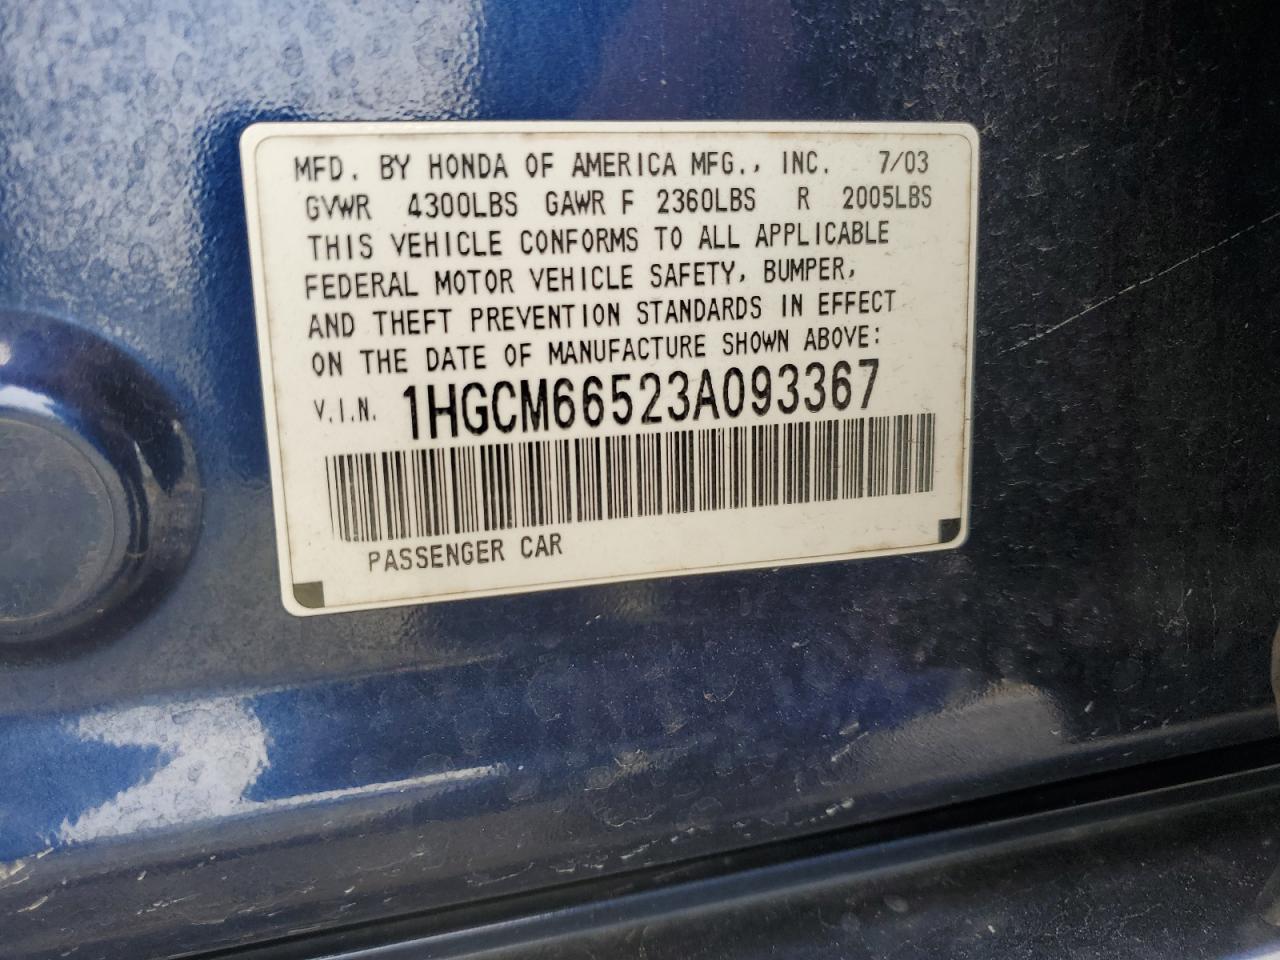 MFD. BY HONDA OF AMERICA MFG., INC. 7/03
GVWR 4300LBS GAWR F 2360LBS R 2005LBS
THIS VEHICLE CONFORMS TO ALL APPLICABLE
FEDERAL MOTOR VEHICLE SAFETY, BUMPER,
AND THEFT PREVENTION STANDARDS IN EFFECT
ON THE DATE OF MANUFACTURE SHOWN ABOVE:
V.I.N. 1HGCM66523A093367
PASSENGER CAR